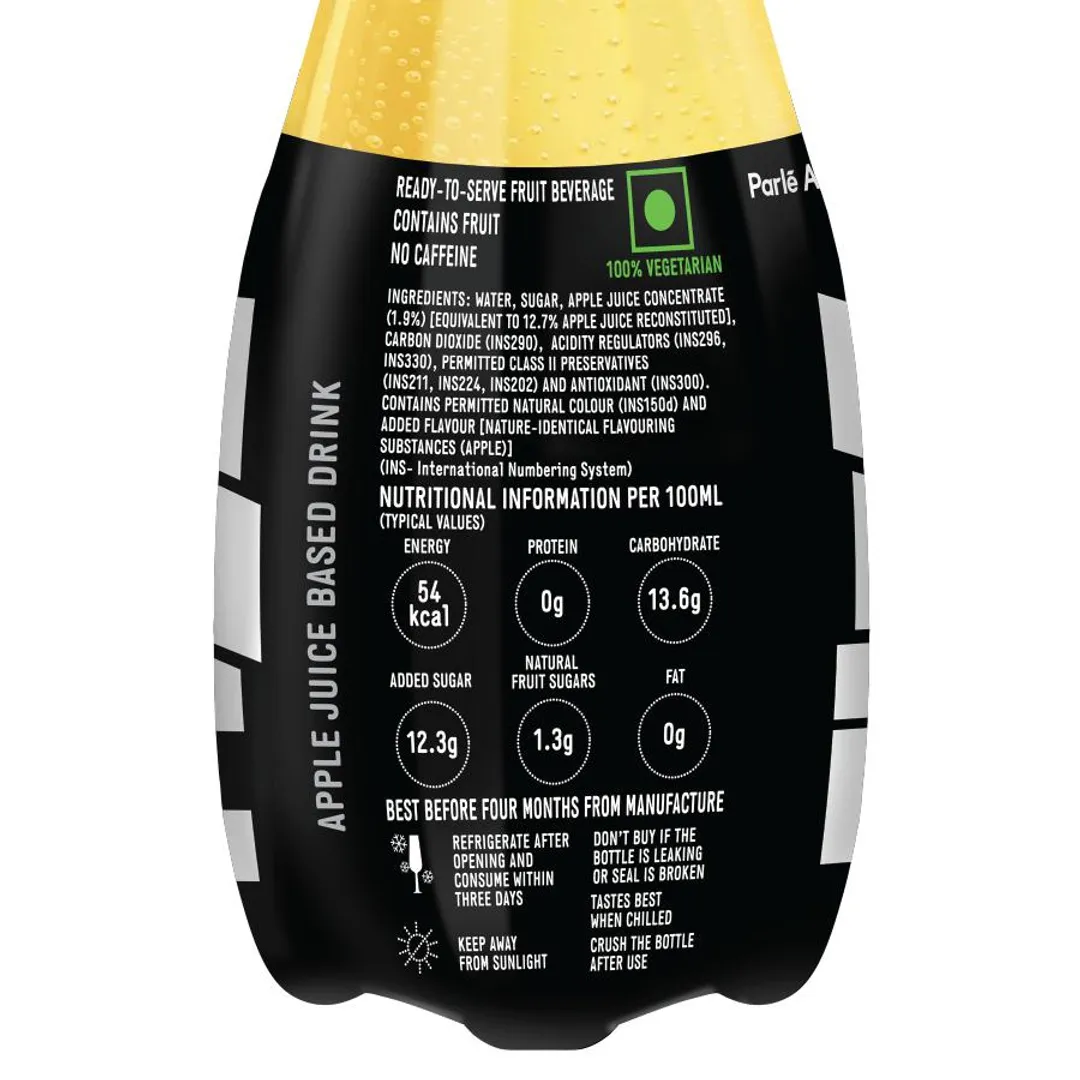 READY-TO-SERVE FRUIT BEVERAGE
CONTAINS FRUIT
NO CAFFEINE
100% VEGETARIAN
Parlé A
INGREDIENTS: WATER, SUGAR, APPLE JUICE CONCENTRATE
(1.9%) [EQUIVALENT TO 12.7% APPLE JUICE RECONSTITUTED],
CARBON DIOXIDE (INS290), ACIDITY REGULATORS (INS296,
INS330), PERMITTED CLASS II PRESERVATIVES
(INS211, INS224, INS202) AND ANTIOXIDANT (INS300).
CONTAINS PERMITTED NATURAL COLOUR (INS150d) AND
ADDED FLAVOUR [NATURE-IDENTICAL FLAVOURING
SUBSTANCES (APPLE)]
(INS- International Numbering System)
APPLE JUICE BASED DRINK
NUTRITIONAL INFORMATION PER 100ML
(TYPICAL VALUES)
ENERGY
54
kcal
PROTEIN
0g
CARBOHYDRATE
13.6g
ADDED SUGAR
12.3g
NATURAL
FRUIT SUGARS
1.3g
FAT
0g
BEST BEFORE FOUR MONTHS FROM MANUFACTURE
REFRIGERATE AFTER
OPENING AND
CONSUME WITHIN
THREE DAYS
KEEP AWAY
FROM SUNLIGHT
DON'T BUY IF THE
BOTTLE IS LEAKING
OR SEAL IS BROKEN
TASTES BEST
WHEN CHILLED
CRUSH THE BOTTLE
AFTER USE